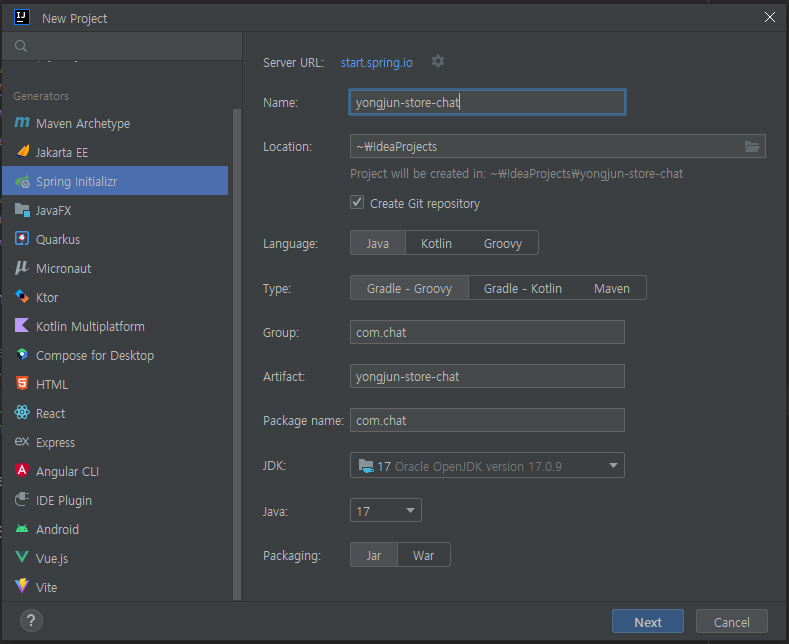 New Project
Generators
Maven Archetype
Jakarta EE
Spring Initializr
JavaFX
Quarkus
Micronaut
Ktor
Kotlin Multiplatform
Compose for Desktop
HTML
React
Express
Angular CLI
IDE Plugin
Android
Vue.js
Vite
Server URL: start.spring.io
Name: yongjun-store-chat
Location: ~₩IdeaProjects
Project will be created in: ~₩IdeaProjects₩yongjun-store-chat
Create Git repository
Language: Java Kotlin Groovy
Type: Gradle - Groovy Gradle - Kotlin Maven
Group: com.chat
Artifact: yongjun-store-chat
Package name: com.chat
JDK: 17 Oracle OpenJDK version 17.0.9
Java: 17
Packaging: Jar War
? Next Cancel